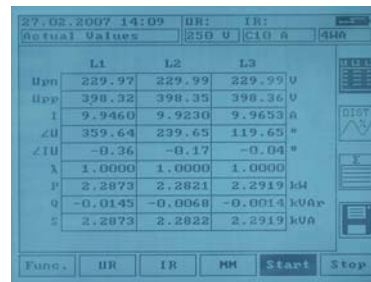 27.02.2007 14:09 UR: IR:
Actual Values 250 U C10 A 4WA
L1 L2 L3
Upn 229.97 229.99 229.99 U
Upp 398.32 398.35 398.36 U
I 9.9460 9.9230 9.9653 A
∠U 359.64 239.65 119.65 °
∠IU -0.36 -0.17 -0.04 °
λ 1.0000 1.0000 1.0000
P 2.2873 2.2821 2.2919 kW
Q -0.0145 -0.0068 -0.0014 kVAr
S 2.2873 2.2822 2.2919 kVA
DIST
Σ
Func. UR IR MM Start Stop